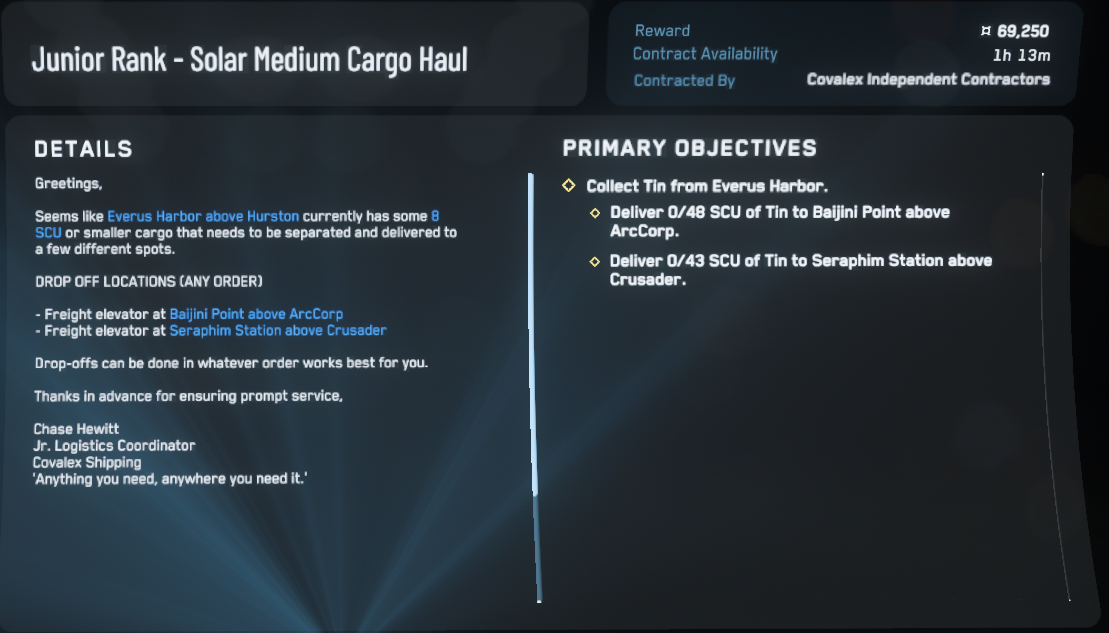 Junior Rank - Solar Medium Cargo Haul
Reward ¤ 69,250
Contract Availability 1h 13m
Contracted By Covalex Independent Contractors
DETAILS
Greetings,
Seems like Everus Harbor above Hurston currently has some 8
SCU or smaller cargo that needs to be separated and delivered to
a few different spots.
DROP OFF LOCATIONS (ANY ORDER)
- Freight elevator at Baijini Point above ArcCorp
- Freight elevator at Seraphim Station above Crusader
Drop-offs can be done in whatever order works best for you.
Thanks in advance for ensuring prompt service,
Chase Hewitt
Jr. Logistics Coordinator
Covalex Shipping
'Anything you need, anywhere you need it.'
PRIMARY OBJECTIVES
Collect Tin from Everus Harbor.
Deliver 0/48 SCU of Tin to Baijini Point above
ArcCorp.
Deliver 0/43 SCU of Tin to Seraphim Station above
Crusader.